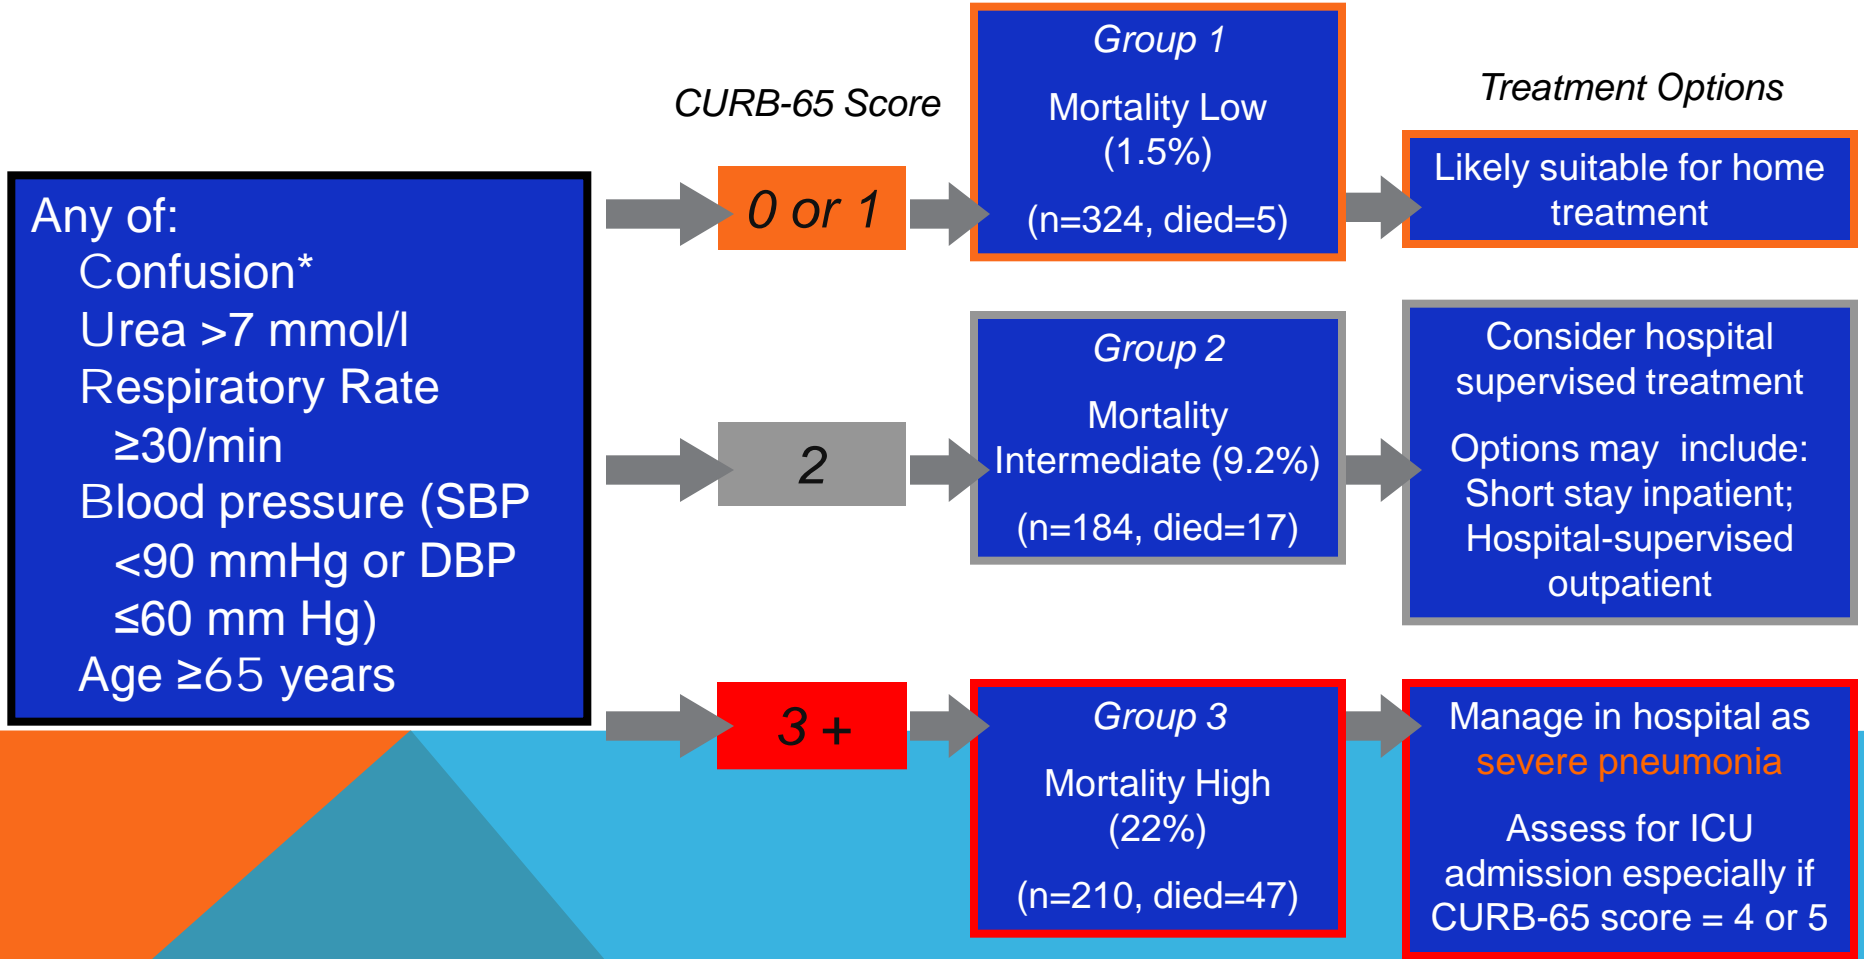 Any of:
Confusion*
Urea >7 mmol/l
Respiratory Rate
≥30/min
Blood pressure (SBP
<90 mmHg or DBP
≤60 mm Hg)
Age ≥65 years
CURB-65 Score
0 or 1
2
3 +
Group 1
Mortality Low
(1.5%)
(n=324, died=5)
Group 2
Mortality
Intermediate (9.2%)
(n=184, died=17)
Group 3
Mortality High
(22%)
(n=210, died=47)
Treatment Options
Likely suitable for home
treatment
Consider hospital
supervised treatment
Options may  include:
Short stay inpatient;
Hospital-supervised
outpatient
Manage in hospital as
severe pneumonia
Assess for ICU
admission especially if
CURB-65 score = 4 or 5